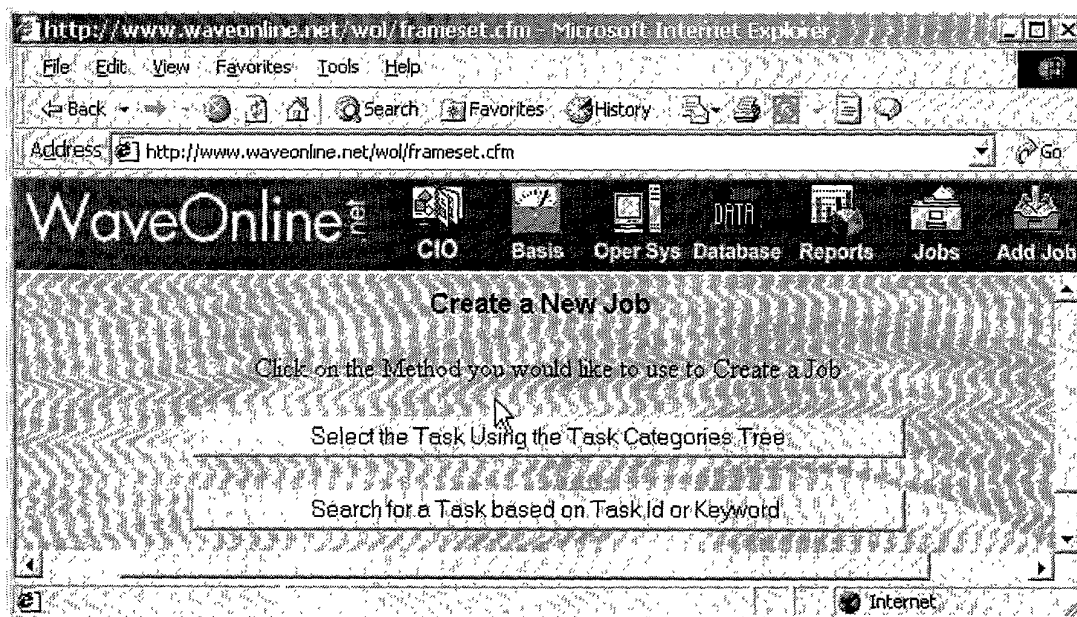 http://www.waveonline.net/wol/frameset.cfm - Microsoft Internet Explorer
File Edit View Favorites Tools Help
Back Search Favorites History
Address http://www.waveonline.net/wol/frameset.cfm Go
WaveOnline.net DATA
CIO Basis Oper Sys Database Reports Jobs Add Job
Create a New Job
Click on the Method you would like to use to Create a Job
Select the Task Using the Task Categories Tree
Search for a Task based on Task Id or Keyword
Internet